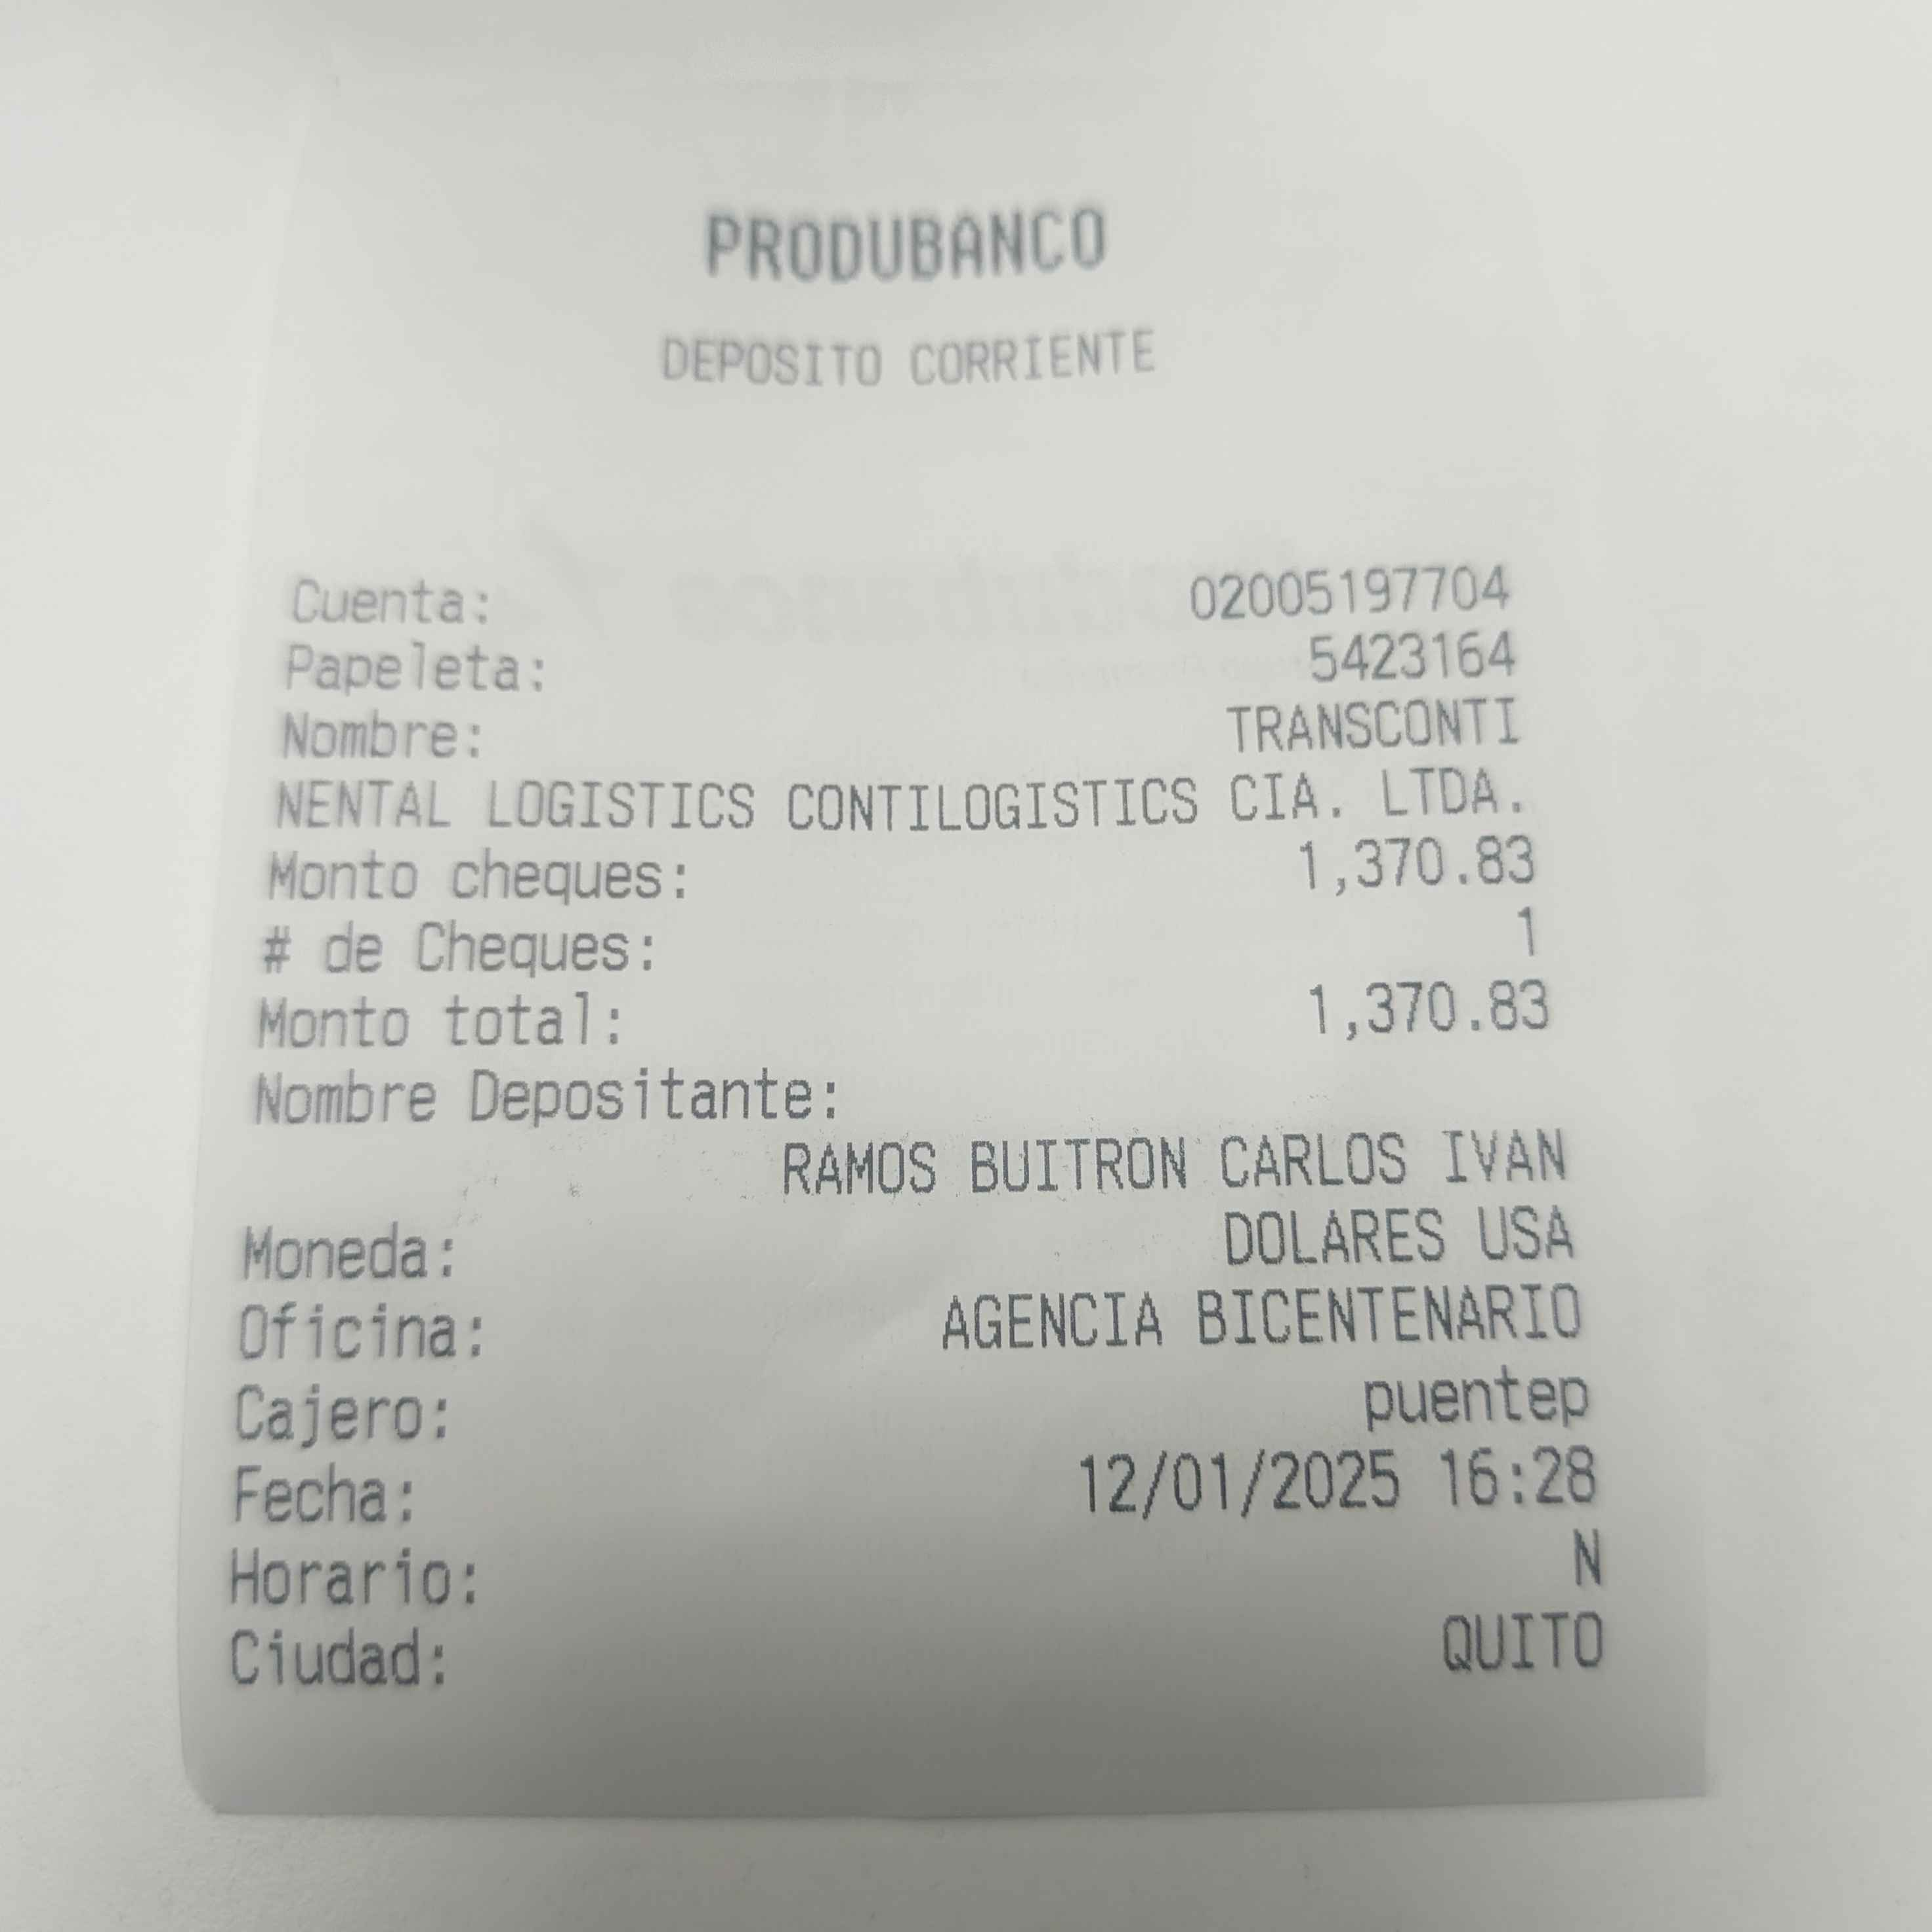 PRODUBANCO
DEPOSITO CORRIENTE
Cuenta: 02005197704
Papeleta: 5423164
Nombre: TRANSCONTI
NENTAL LOGISTICS CONTILOGISTICS CIA. LTDA.
Monto cheques: 1,370.83
# de Cheques: 1
Monto total: 1,370.83
Nombre Depositante:
RAMOS BUITRON CARLOS IVAN
Moneda: DOLARES USA
Oficina: AGENCIA BICENTENARIO
Cajero: puentep
Fecha: 12/01/2025 16:28
Horario: N
Ciudad: QUITO